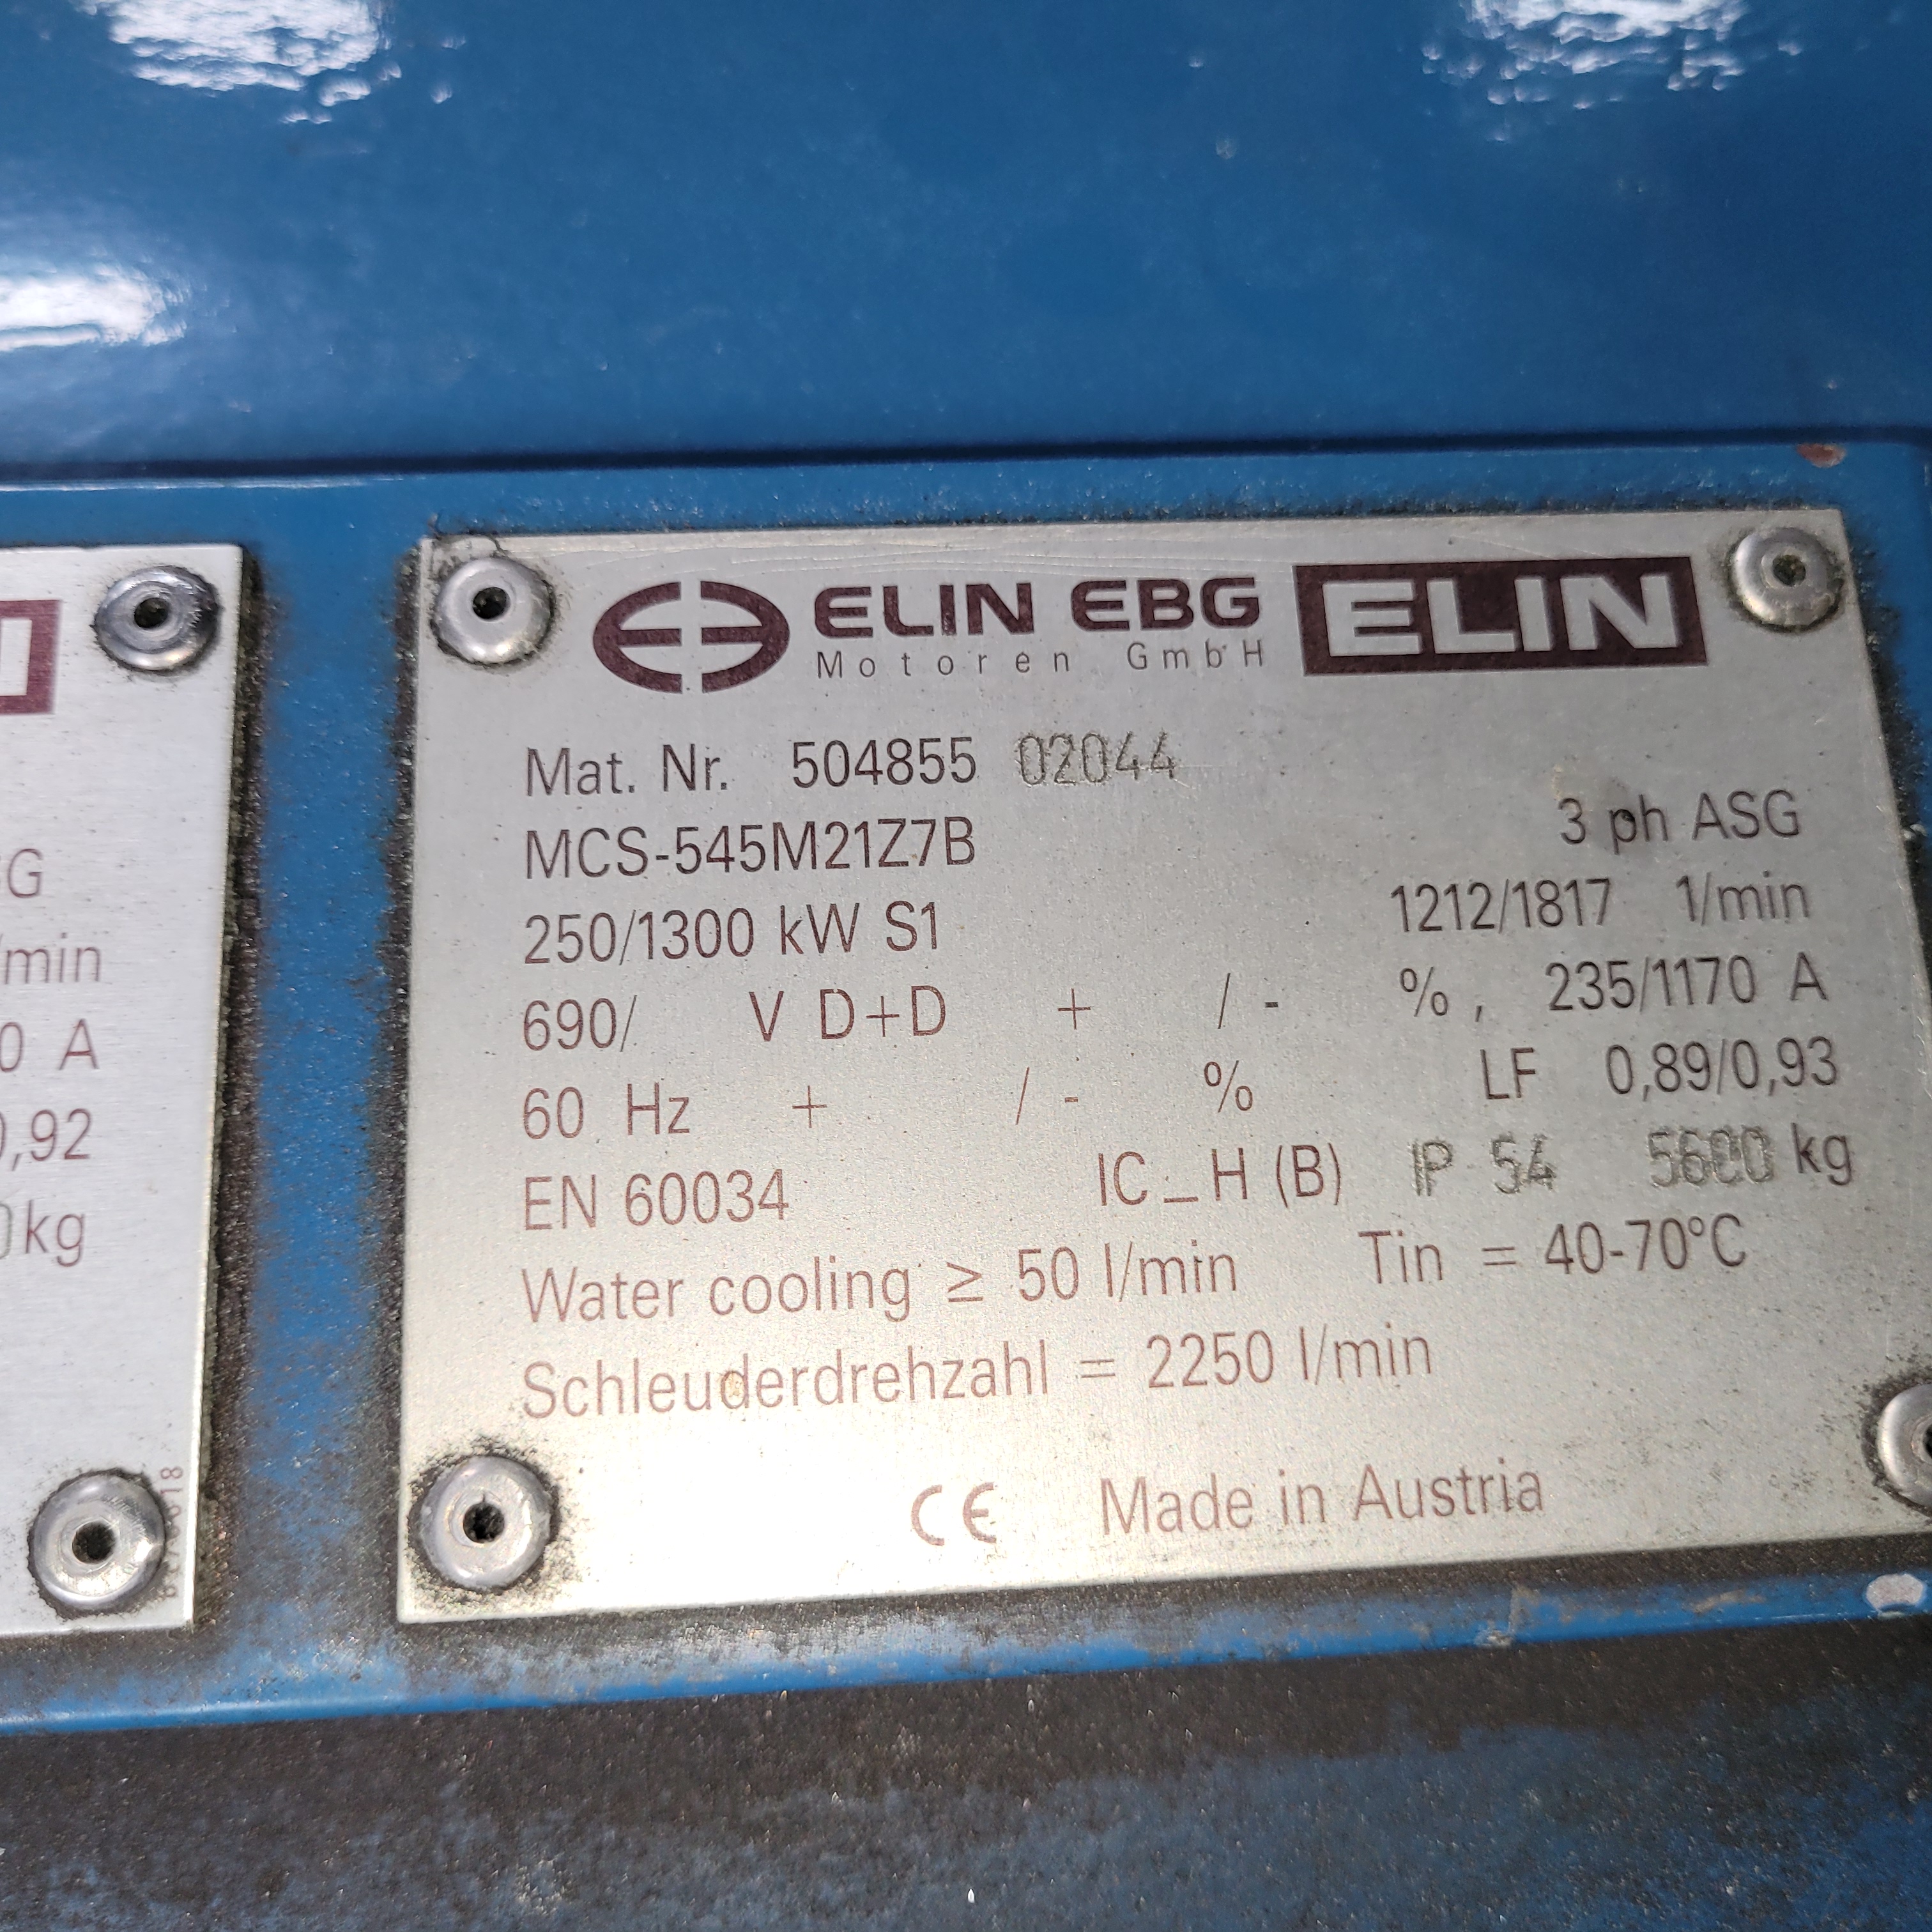 G
/min
0 A
0,92
kg
ELIN EBG ELIN
Motoren GmbH
Mat. Nr. 504855 02044
MCS-545M21Z7B 3 ph ASG
250/1300 kW S1 1212/1817 1/min
690/ V D+D + / - %, 235/1170 A
60 Hz + / - % LF 0,89/0,93
EN 60034 IC_H (B) IP 54 5600 kg
Water cooling ≥ 50 l/min Tin = 40-70°C
Schleuderdrehzahl = 2250 l/min
CE Made in Austria